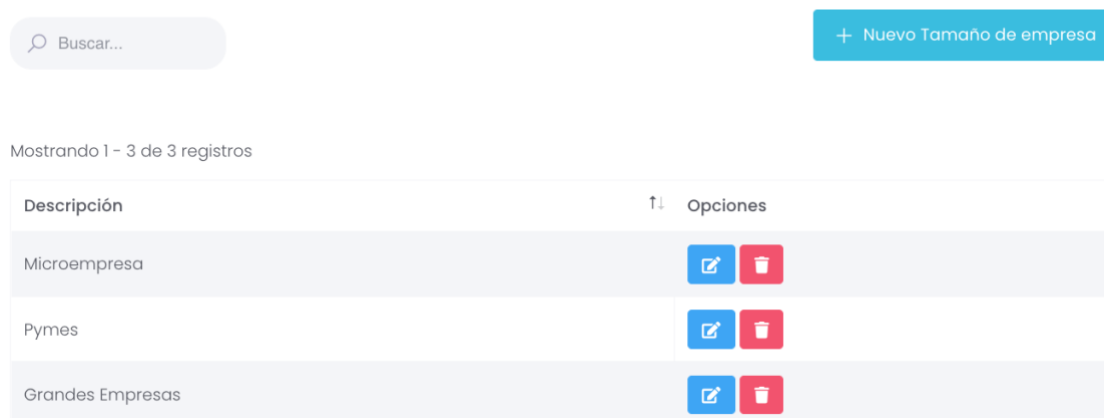 Buscar...
+ Nuevo Tamaño de empresa
Mostrando 1 - 3 de 3 registros
Descripción ↑↓ Opciones
Microempresa
Pymes
Grandes Empresas